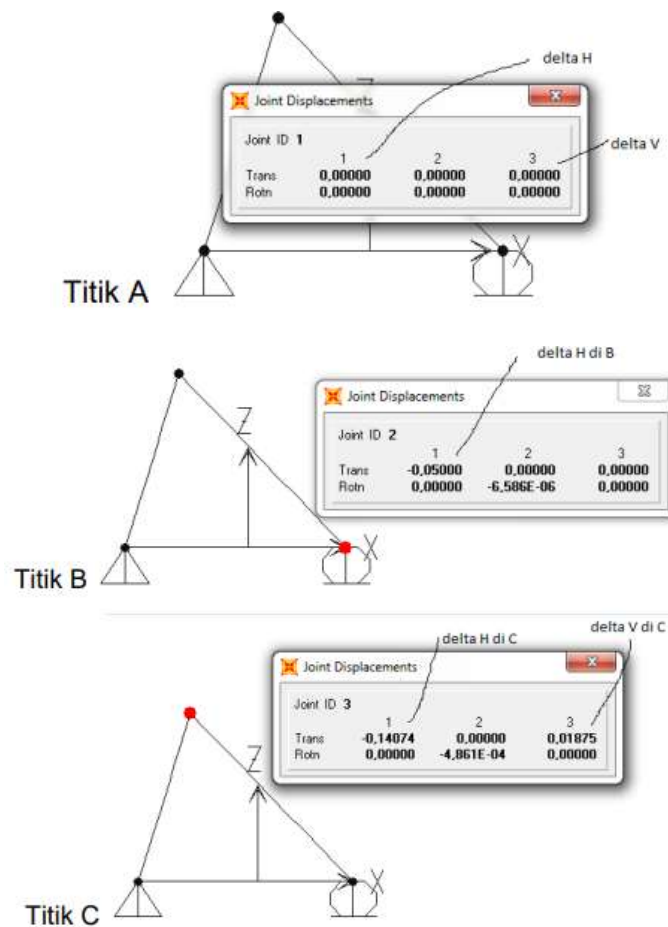 delta H
Joint Displacements
Joint ID 1
1 2 3
Trans 0,00000 0,00000 0,00000
Rotn 0,00000 0,00000 0,00000
delta V
X
Titik A
delta H di B
Joint Displacements
Joint ID 2
1 2 3
Trans -0,05000 0,00000 0,00000
Rotn 0,00000 -6,586E-06 0,00000
Z
X
Titik B
delta V di C
delta H di C
Joint Displacements
Joint ID 3
1 2 3
Trans -0,14074 0,00000 0,01875
Rotn 0,00000 -4,861E-04 0,00000
Z
X
Titik C